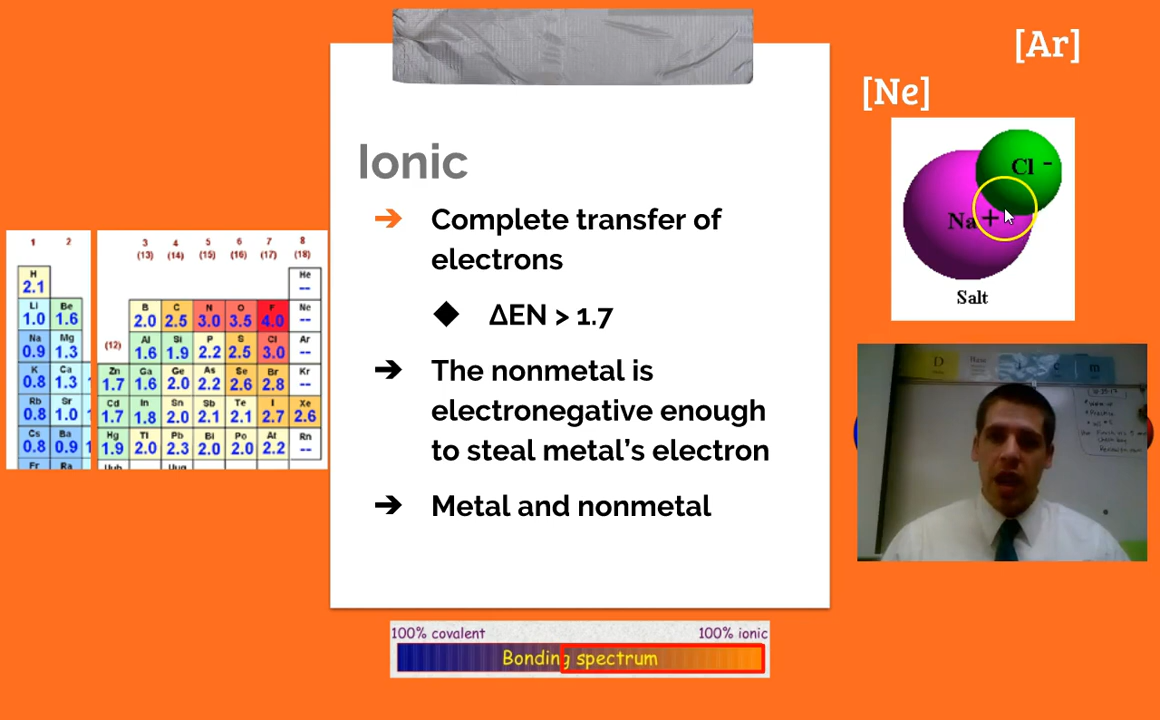 [Ar]
[Ne]
Ionic
➔ Complete transfer of
electrons
◆ ΔEN > 1.7
➔ The nonmetal is
electronegative enough
to steal metal's electron
➔ Metal and nonmetal
Cl -
Na +
Salt
1 2
3 4 5 6 7 8
(13) (14) (15) (16) (17) (18)
H He
2.1 --
Li Be B C N O F Ne
1.0 1.6 2.0 2.5 3.0 3.5 4.0 --
Na Mg (12) Al Si P S Cl Ar
0.9 1.3 1.6 1.9 2.2 2.5 3.0 --
K Ca Zn Ga Ge As Se Br Kr
0.8 1.3 1.7 1.6 2.0 2.2 2.6 2.8 --
Rb Sr Cd In Sn Sb Te I Xe
0.8 1.0 1.7 1.8 2.0 2.1 2.1 2.7 2.6
Cs Ba Hg Tl Pb Bi Po At Rn
0.8 0.9 1.9 2.0 2.3 2.0 2.0 2.2 --
Fr Ra
D c m
100% covalent 100% ionic
Bonding spectrum